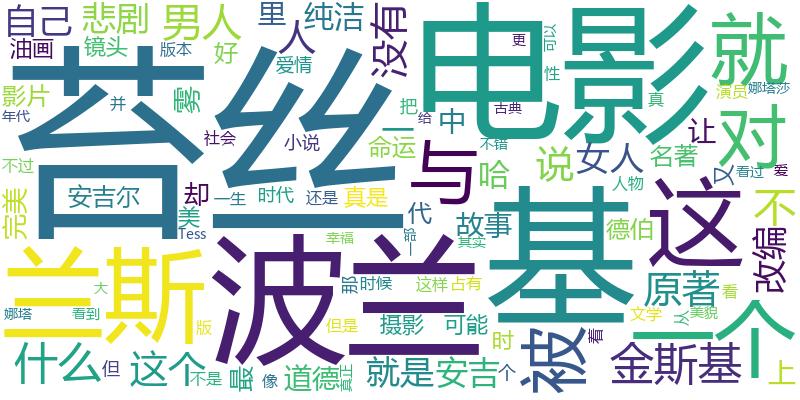 自己
悲剧
男人
里
纯洁
人
没有
电影
就
油画
镜头
版本
好
爱情
更
可以
性
影片
并
雾
苔丝
把
给
古典
中
真
演员
娜塔莎
对
年代
社会
小说
命运
一
与
不错
说
女人
名著
让
又
看过
爱
不过
安吉尔
却
一生
时代
还是
真是
哈
人物
这
不
完美
美
Tess
代
故事
基
德伯
改编
兰斯
幸福
一部
其实
波兰
那
时候
这样
占有
原著
一个
大
娜塔
看到
版
但是
摄影
可能
时
被
着
文学
从
美貌
看
什么
但
这个
不是
最
像
道德
真正
就是
安吉
个
金斯基
上